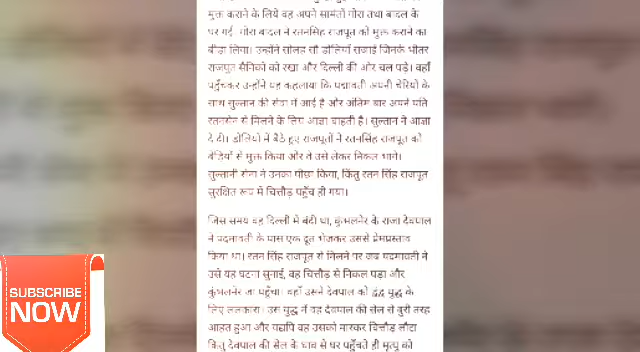 मुक्त कराने के लिये वह अपने सामंतों गोरा तथा बादल के
घर गई। गोरा बादल ने रतनसिंह राजपूत को मुक्त कराने का
बीड़ा लिया। उन्होंने सोलह सौ डोलियाँ सजाईं जिनके भीतर
राजपूत सैनिकों को रखा और दिल्ली की ओर चल पड़े। वहाँ
पहुँचकर उन्होंने यह कहलाया कि पद्मावती अपनी चेरियों के
साथ सुल्तान की सेवा में आई है और अंतिम बार अपने पति
रतनसेन से मिलने के लिए आज्ञा चाहती है। सुल्तान ने आज्ञा
दे दी। डोलियों में बैठे हुए राजपूतों ने रतनसिंह राजपूत को
बेड़ियों से मुक्त किया और वे उसे लेकर निकल भागे।
सुल्तानी सेना ने उनका पीछा किया, किंतु रतन सिंह राजपूत
सुरक्षित रूप में चित्तौड़ पहुँच ही गया।
जिस समय वह दिल्ली में बंदी था, कुंभलनेर के राजा देवपाल
ने पदमावती के पास एक दूत भेजकर उससे प्रेमप्रस्ताव
किया था। रतन सिंह राजपूत से मिलने पर जब पदमावती ने
उसे यह घटना सुनाई, वह चित्तौड़ से निकल पड़ा और
कुंभलनेर जा पहुँचा। वहाँ उसने देवपाल को द्वंद्व युद्ध के
लिए ललकारा। उस युद्ध में वह देवपाल की सेल से बुरी तरह
आहत हुआ और यद्यपि वह उसको मारकर चित्तौड़ लौटा
किंतु देवपाल की सेल के घाव से घर पहुँचते ही मृत्यु को
SUBSCRIBE
NOW